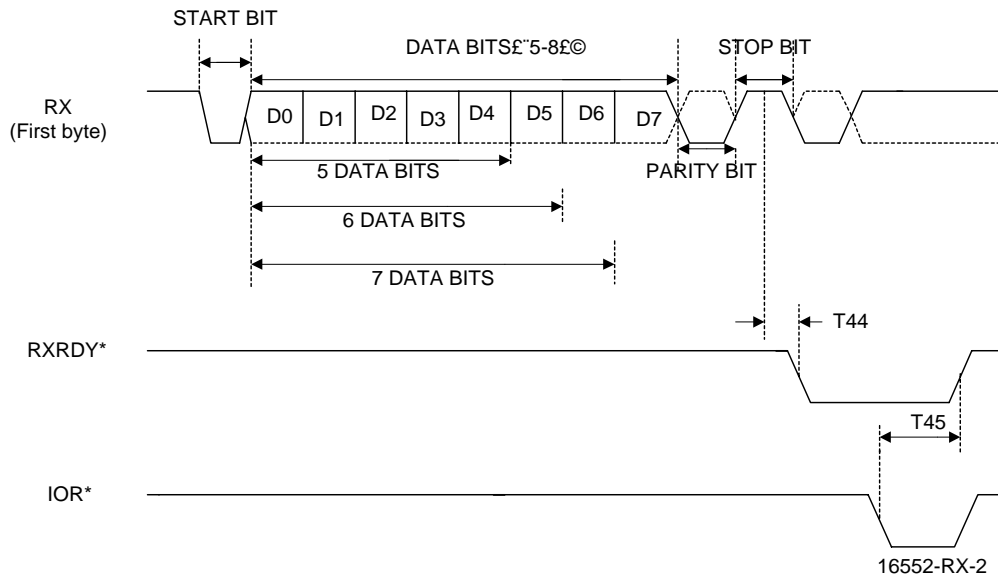 START BIT
DATA BITS£¨5-8£©
STOP BIT
RX
(First byte)
D0 D1 D2 D3 D4 D5 D6 D7
5 DATA BITS
PARITY BIT
6 DATA BITS
7 DATA BITS
T44
RXRDY*
T45
IOR*
16552-RX-2